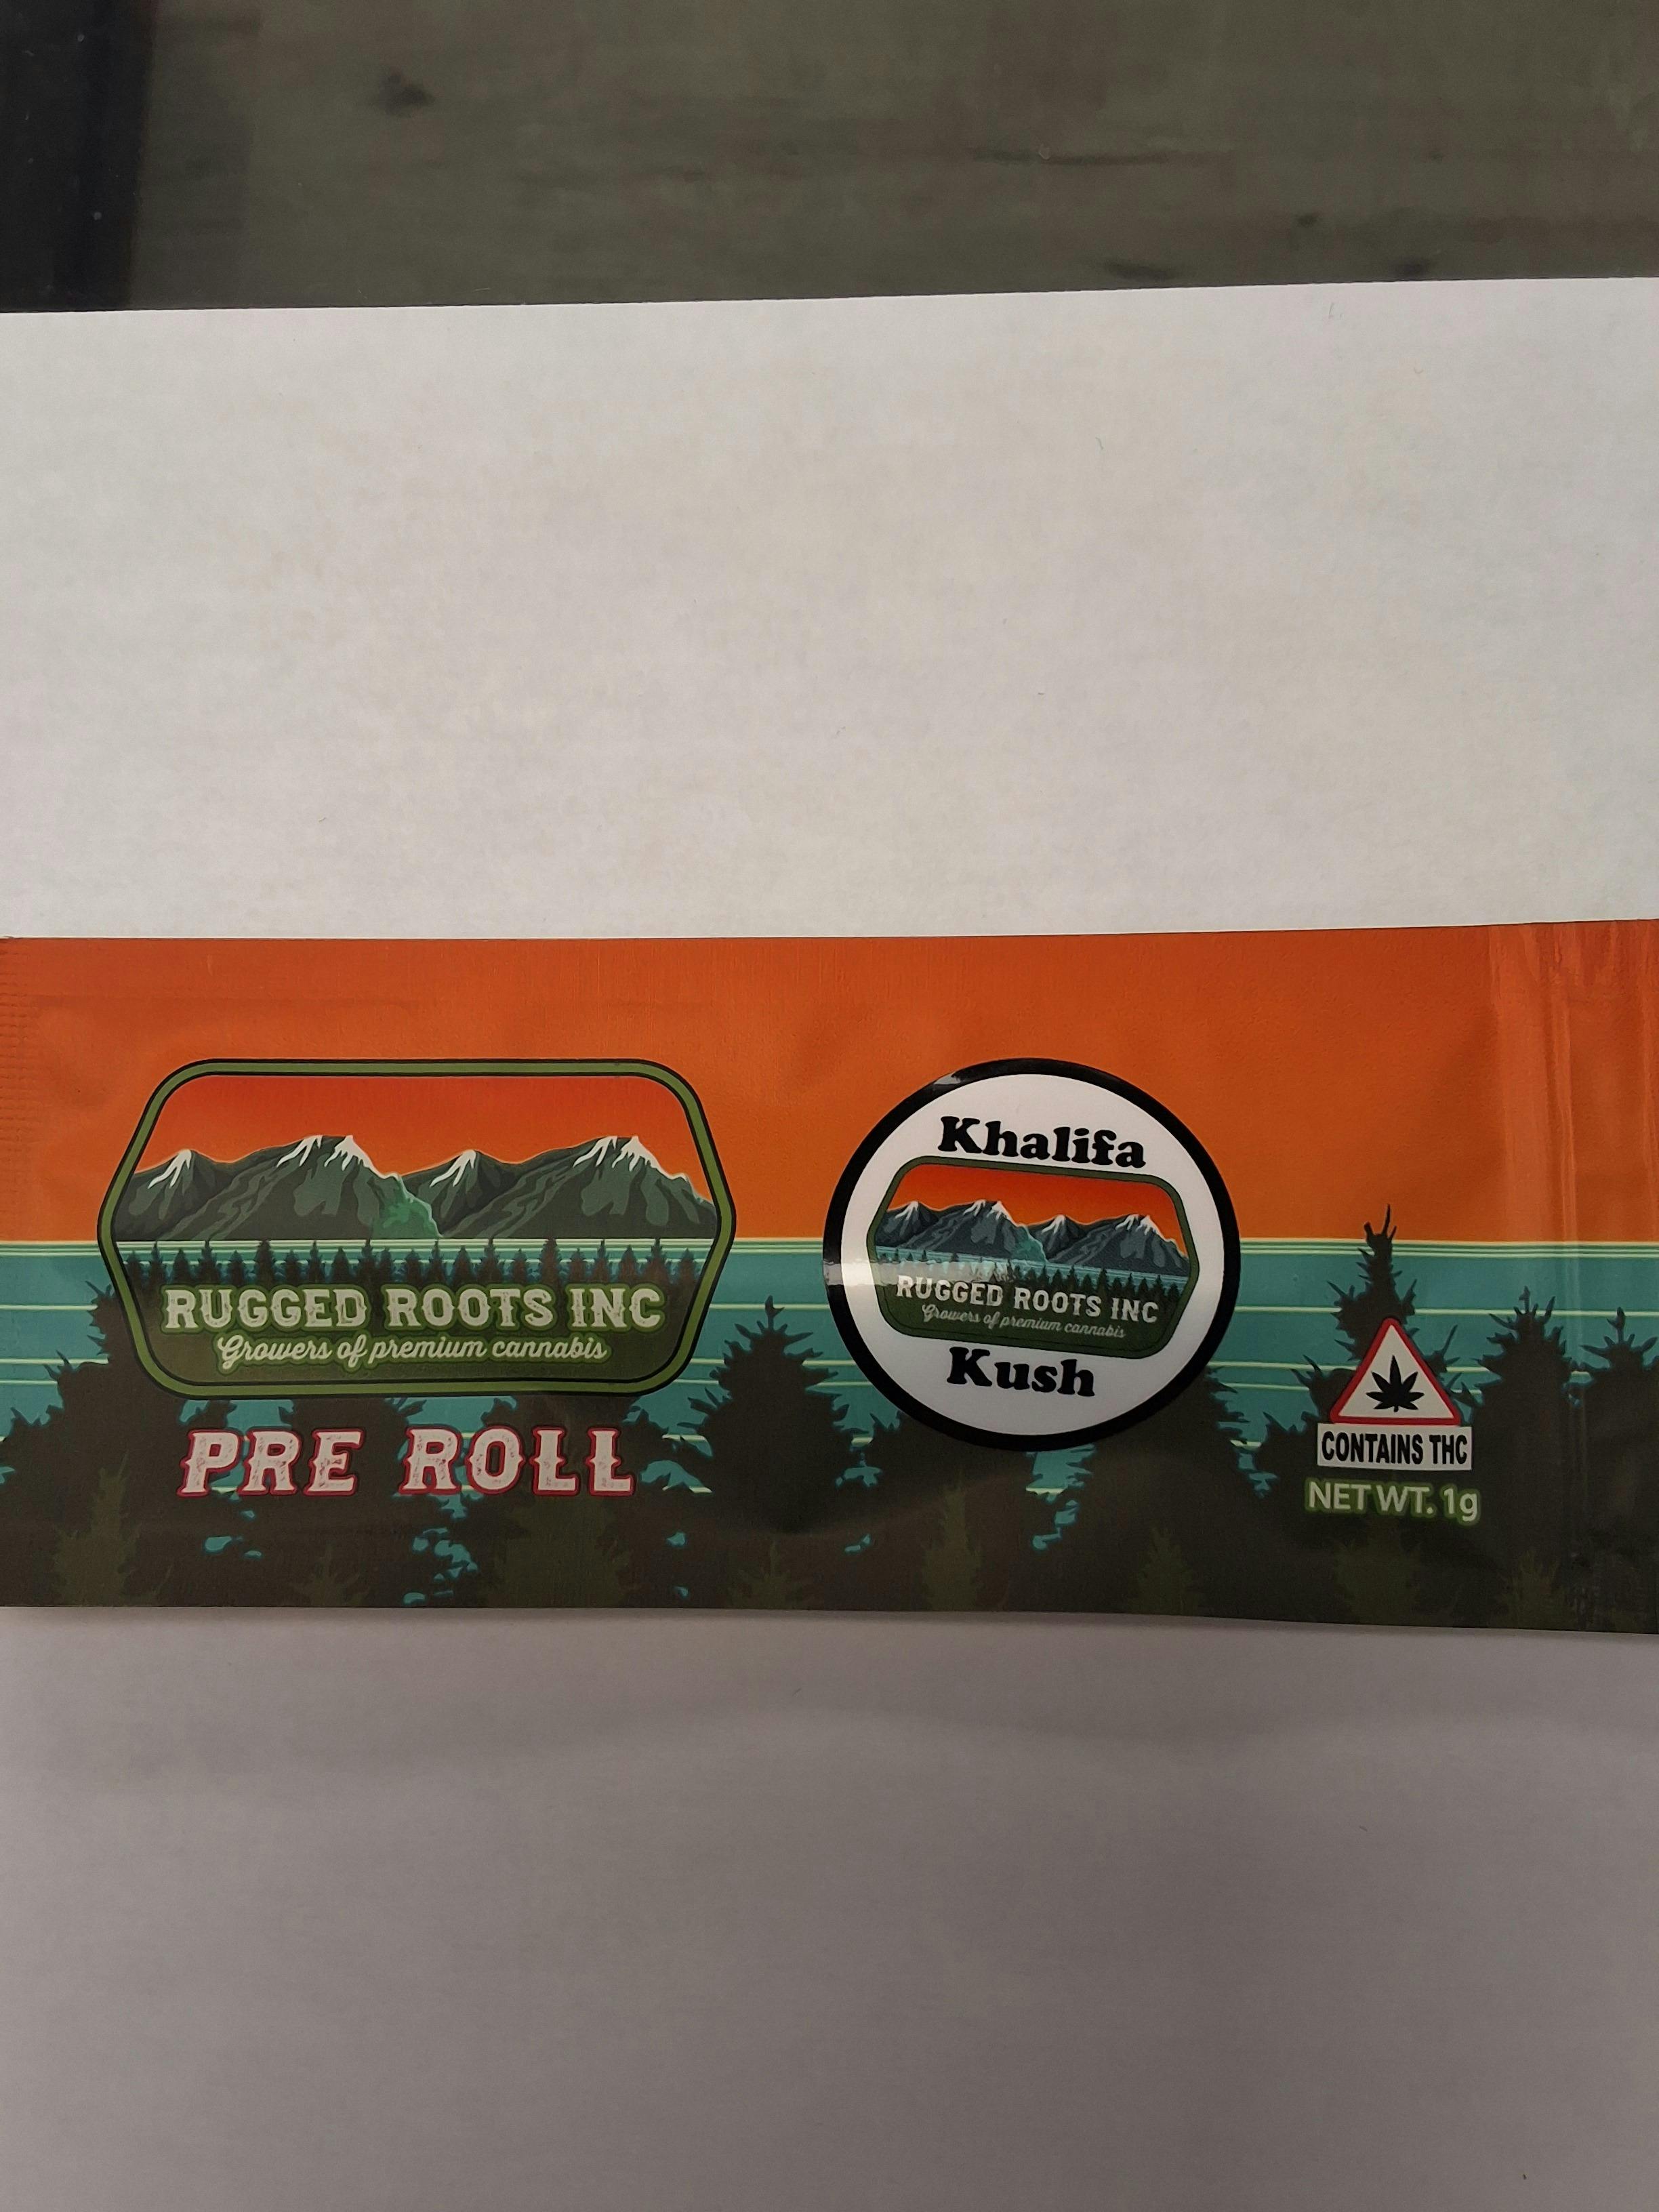 RUGGED ROOTS INC
Growers of premium cannabis
PRE ROLL
Khalifa
RUGGED ROOTS INC
Growers of premium cannabis
Kush
CONTAINS THC
NET WT. 1g